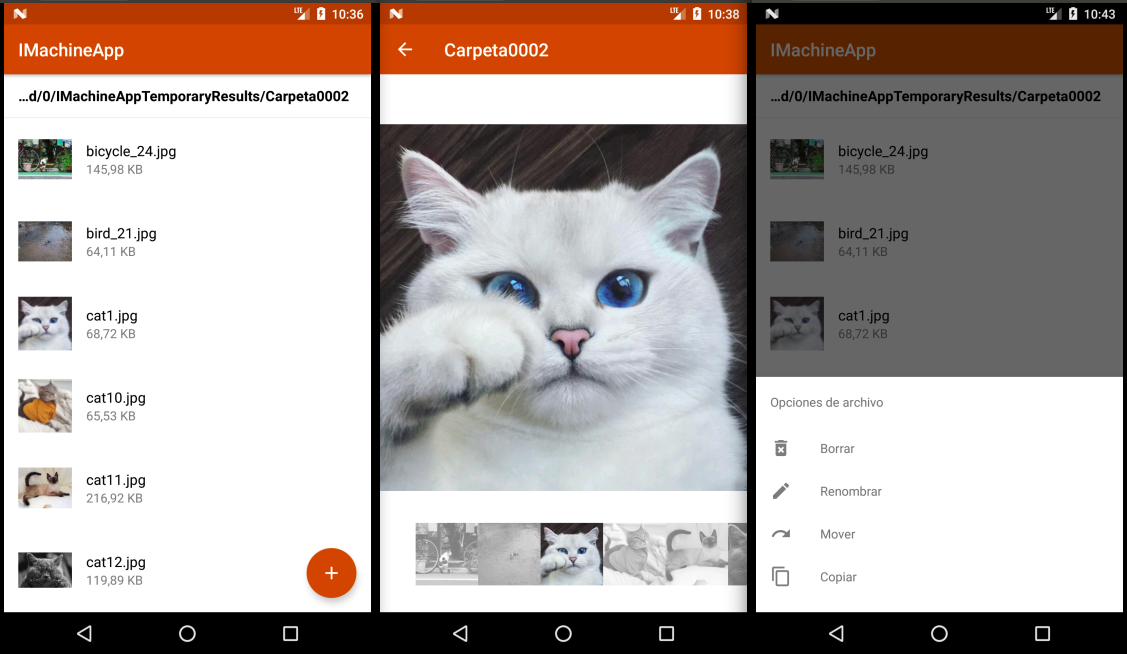 LTE 10:36
IMachineApp
...d/0/IMachineAppTemporaryResults/Carpeta0002
bicycle_24.jpg
145,98 KB
bird_21.jpg
64,11 KB
cat1.jpg
68,72 KB
cat10.jpg
65,53 KB
cat11.jpg
216,92 KB
cat12.jpg
119,89 KB
LTE 10:38
Carpeta0002
LTE 10:43
IMachineApp
...d/0/IMachineAppTemporaryResults/Carpeta0002
bicycle_24.jpg
145,98 KB
bird_21.jpg
64,11 KB
cat1.jpg
68,72 KB
Opciones de archivo
Borrar
Renombrar
Mover
Copiar